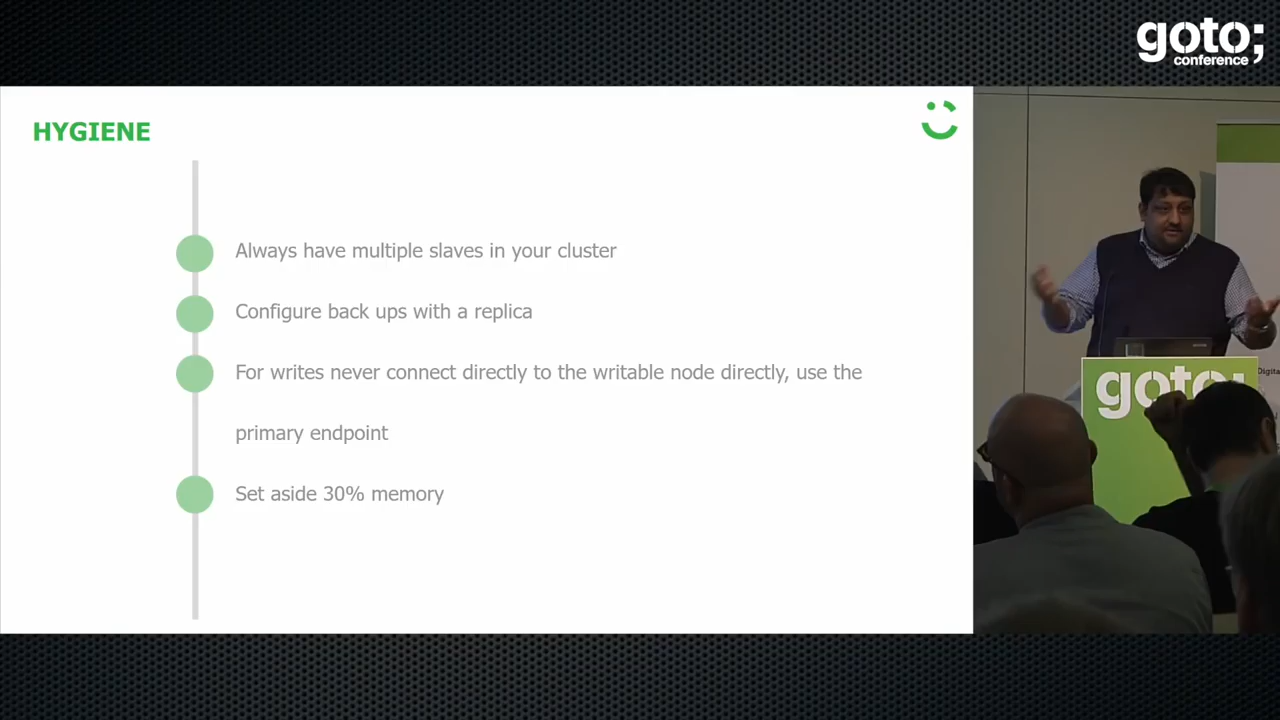 goto;
conference
HYGIENE
Always have multiple slaves in your cluster
Configure back ups with a replica
For writes never connect directly to the writable node directly, use the
primary endpoint
Set aside 30% memory
goto;
Digita